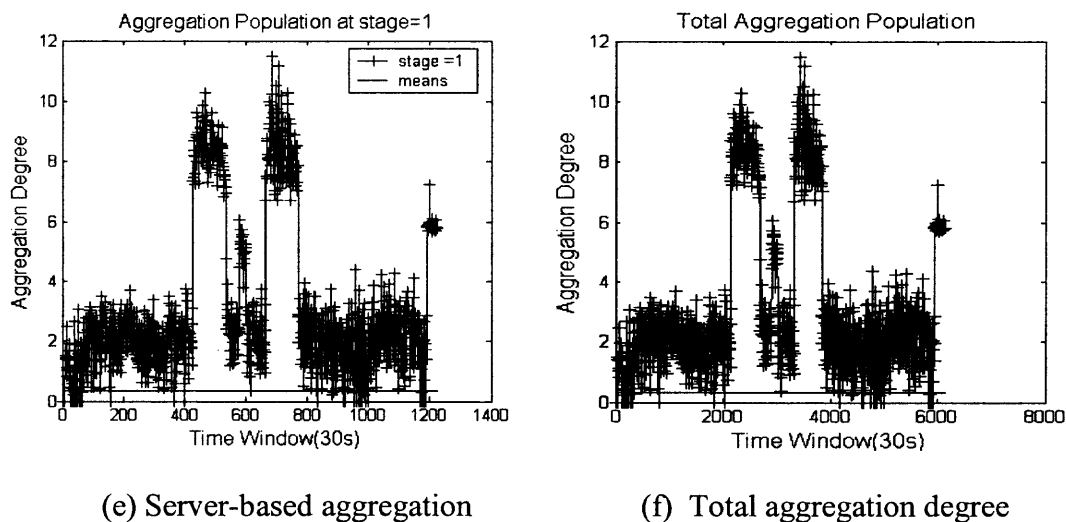 Aggregation Population at stage=1
12
10
8
6
4
2
0
0 200 400 600 800 1000 1200 1400
Aggregation Degree
Time Window(30s)
stage =1
means
(e) Server-based aggregation
Total Aggregation Population
12
10
8
6
4
2
0
0 2000 4000 6000 8000
Aggregation Degree
Time Window(30s)
(f) Total aggregation degree